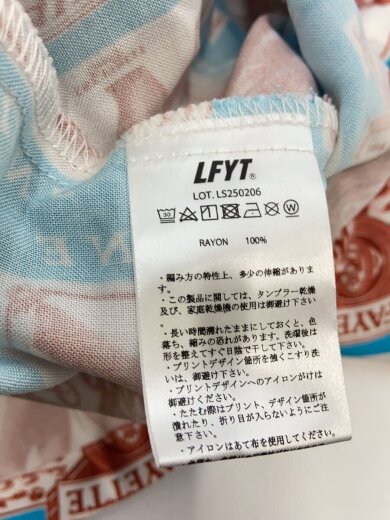 LFYT®
LOT. LS250206
RAYON 100%
・編み方の特性上、多少の伸縮があります。
・この製品に関しては、タンブラー乾燥
及び、家庭乾燥機の使用は御避け下さい。
・長い時間濡れたままにしておくと、色
落ち、縮みの恐れがあります。洗濯後は
形を整えてすぐ日陰で干して下さい。
・プリントデザイン箇所を強くこすり洗
いは、御避け下さい。
・プリントデザインへのアイロンがけは
御避けください。
・たたむ際はプリント、デザイン箇所が
潰れたり、折り目が入らないようにご注
意下さい。
・アイロンはあて布を使用してください。
FAYE
AYETTE